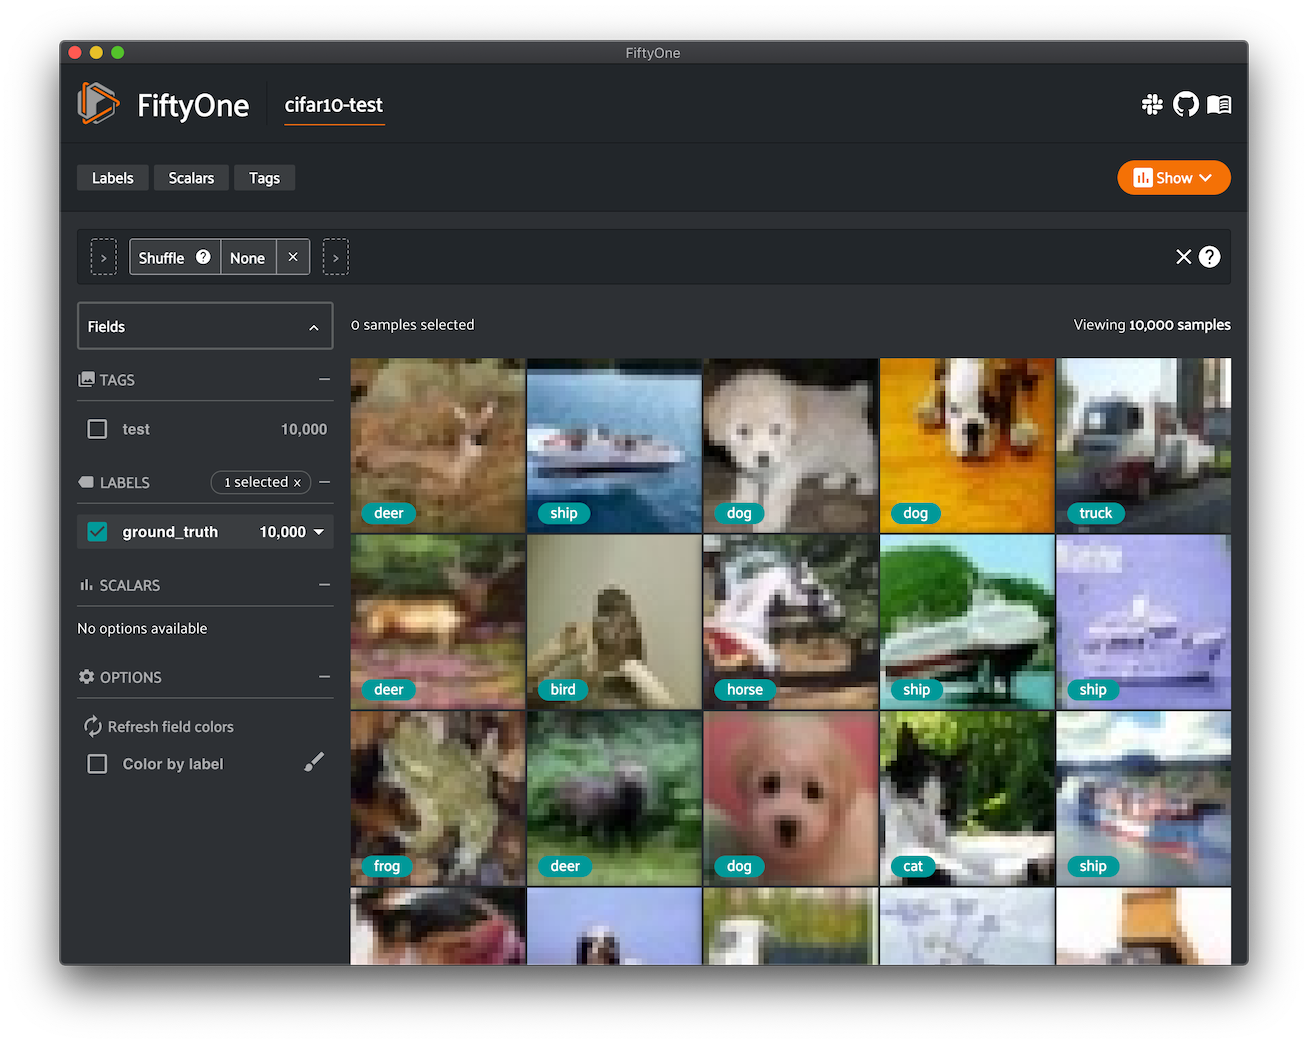 FiftyOne
FiftyOne
cifar10-test
Labels
Scalars
Tags
Show
Shuffle ? None ×
× ?
Fields
0 samples selected
Viewing 10,000 samples
TAGS
test 10,000
LABELS
1 selected ×
ground_truth 10,000
SCALARS
No options available
OPTIONS
Refresh field colors
Color by label
deer
ship
dog
dog
truck
deer
bird
horse
ship
ship
frog
deer
dog
cat
ship